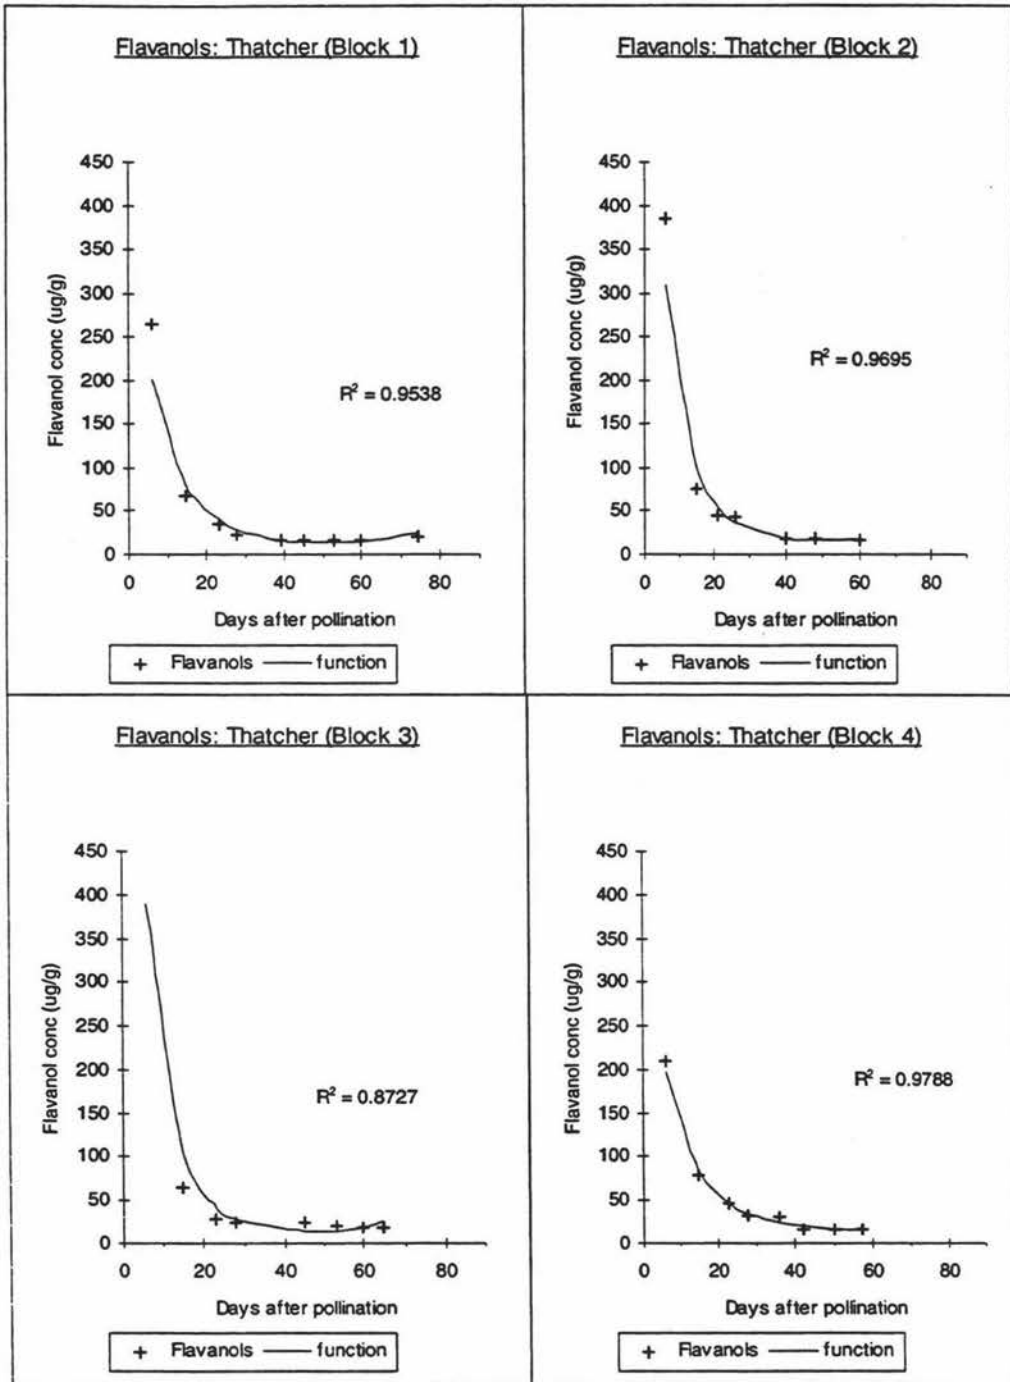 Flavanols: Thatcher (Block 1)
450
400
350
300
250
200
150
100
50
0
Flavanol conc (ug/g)
R² = 0.9538
0 20 40 60 80
Days after pollination
+ Flavanols — function
Flavanols: Thatcher (Block 2)
450
400
350
300
250
200
150
100
50
0
Flavanol conc (ug/g)
R² = 0.9695
0 20 40 60 80
Days after pollination
+ Flavanols — function
Flavanols: Thatcher (Block 3)
450
400
350
300
250
200
150
100
50
0
Flavanol conc (ug/g)
R² = 0.8727
0 20 40 60 80
Days after pollination
+ Flavanols — function
Flavanols: Thatcher (Block 4)
450
400
350
300
250
200
150
100
50
0
Flavanol conc (ug/g)
R² = 0.9788
0 20 40 60 80
Days after pollination
+ Flavanols — function